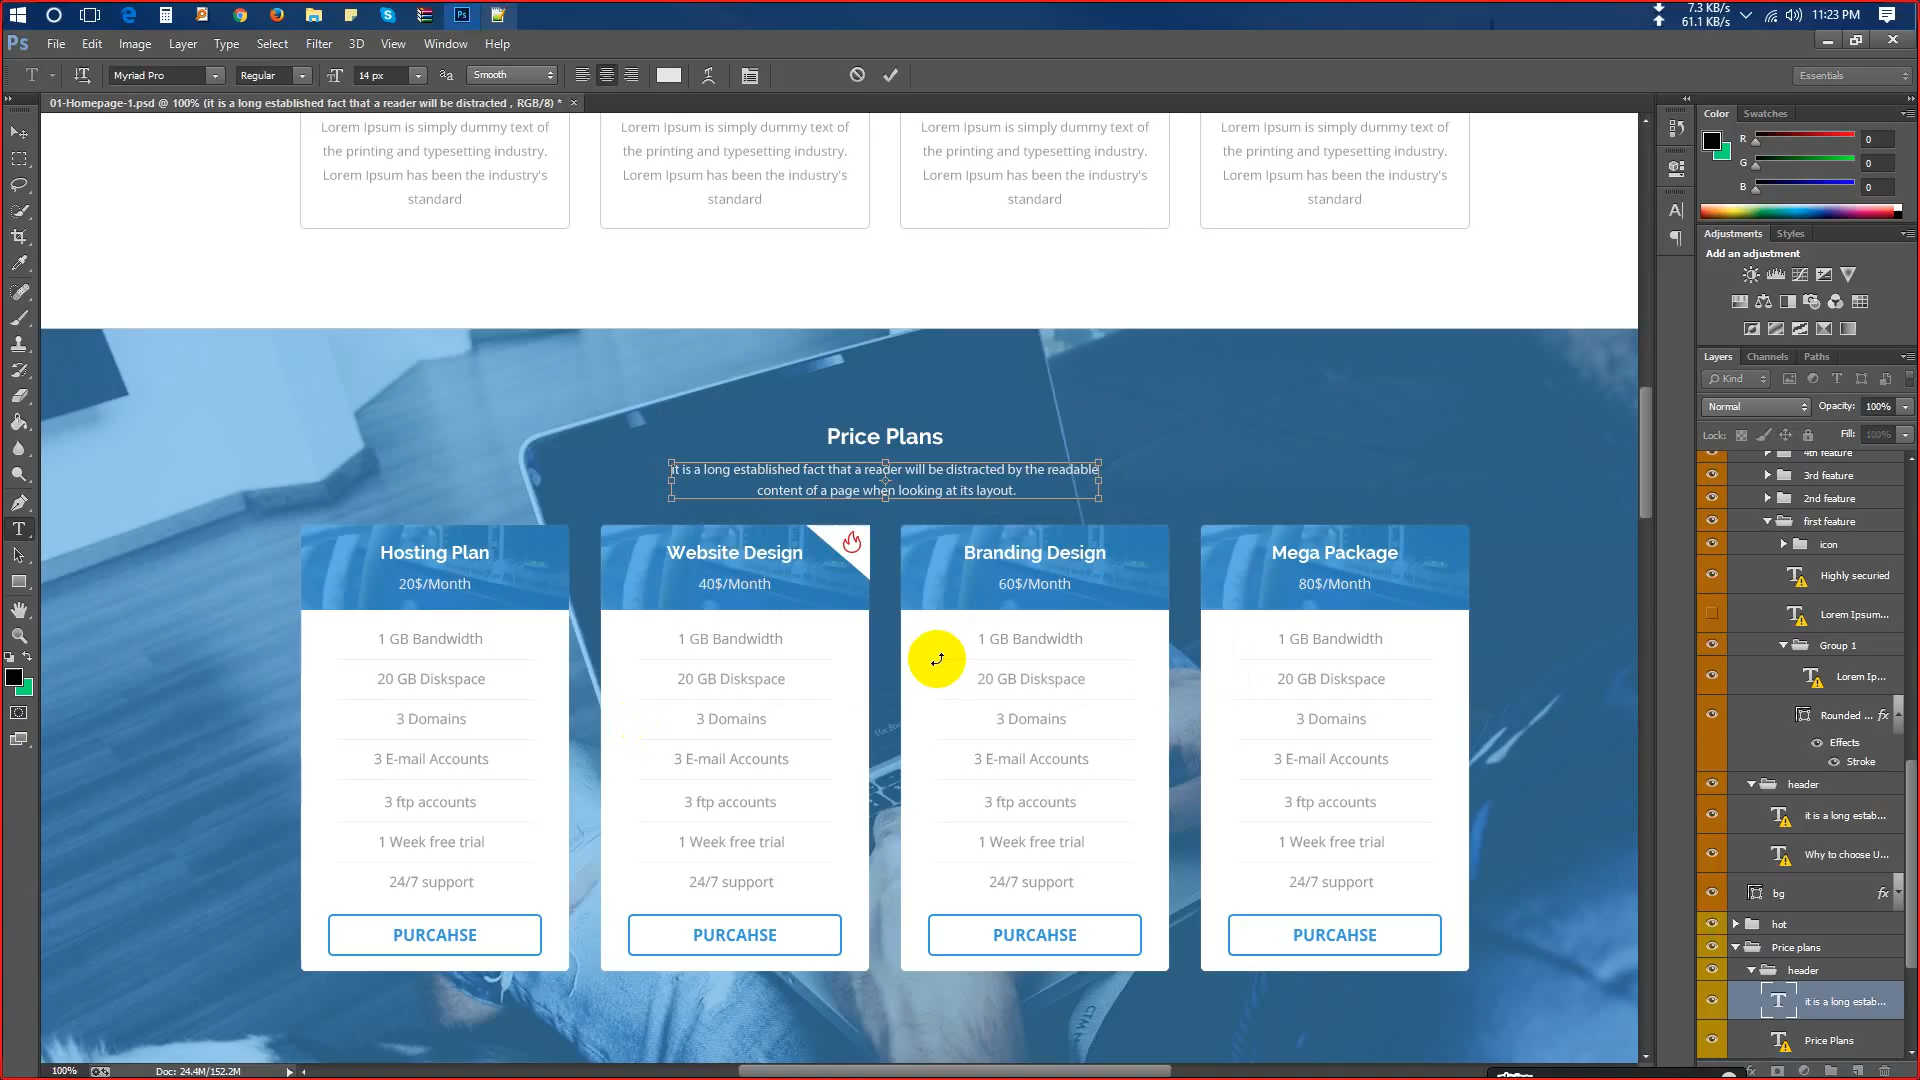 7.3 KB/s
61.1 KB/s
11:23 PM
Ps
File Edit Image Layer Type Select Filter 3D View Window Help
T Myriad Pro Regular 14 px Smooth Essentials
01-Homepage-1.psd @ 100% (it is a long established fact that a reader will be distracted , RGB/8) *
Lorem Ipsum is simply dummy text of
the printing and typesetting industry.
Lorem Ipsum has been the industry's
standard
Lorem Ipsum is simply dummy text of
the printing and typesetting industry.
Lorem Ipsum has been the industry's
standard
Lorem Ipsum is simply dummy text of
the printing and typesetting industry.
Lorem Ipsum has been the industry's
standard
Lorem Ipsum is simply dummy text of
the printing and typesetting industry.
Lorem Ipsum has been the industry's
standard
Price Plans
it is a long established fact that a reader will be distracted by the readable
content of a page when looking at its layout.
Hosting Plan
20$/Month
1 GB Bandwidth
20 GB Diskspace
3 Domains
3 E-mail Accounts
3 ftp accounts
1 Week free trial
24/7 support
PURCAHSE
Website Design
40$/Month
1 GB Bandwidth
20 GB Diskspace
3 Domains
3 E-mail Accounts
3 ftp accounts
1 Week free trial
24/7 support
PURCAHSE
Branding Design
60$/Month
1 GB Bandwidth
20 GB Diskspace
3 Domains
3 E-mail Accounts
3 ftp accounts
1 Week free trial
24/7 support
PURCAHSE
Mega Package
80$/Month
1 GB Bandwidth
20 GB Diskspace
3 Domains
3 E-mail Accounts
3 ftp accounts
1 Week free trial
24/7 support
PURCAHSE
Color Swatches
R 0
G 0
B 0
Adjustments Styles
Add an adjustment
Layers Channels Paths
Kind
Normal Opacity: 100%
Lock: Fill: 100%
4th feature
3rd feature
2nd feature
first feature
icon
Highly securied
Lorem Ipsum...
Group 1
Lorem Ip...
Rounded ... fx
Effects
Stroke
header
it is a long estab...
Why to choose U...
bg fx
hot
Price plans
header
it is a long estab...
Price Plans
100% Doc: 24.4M/152.2M